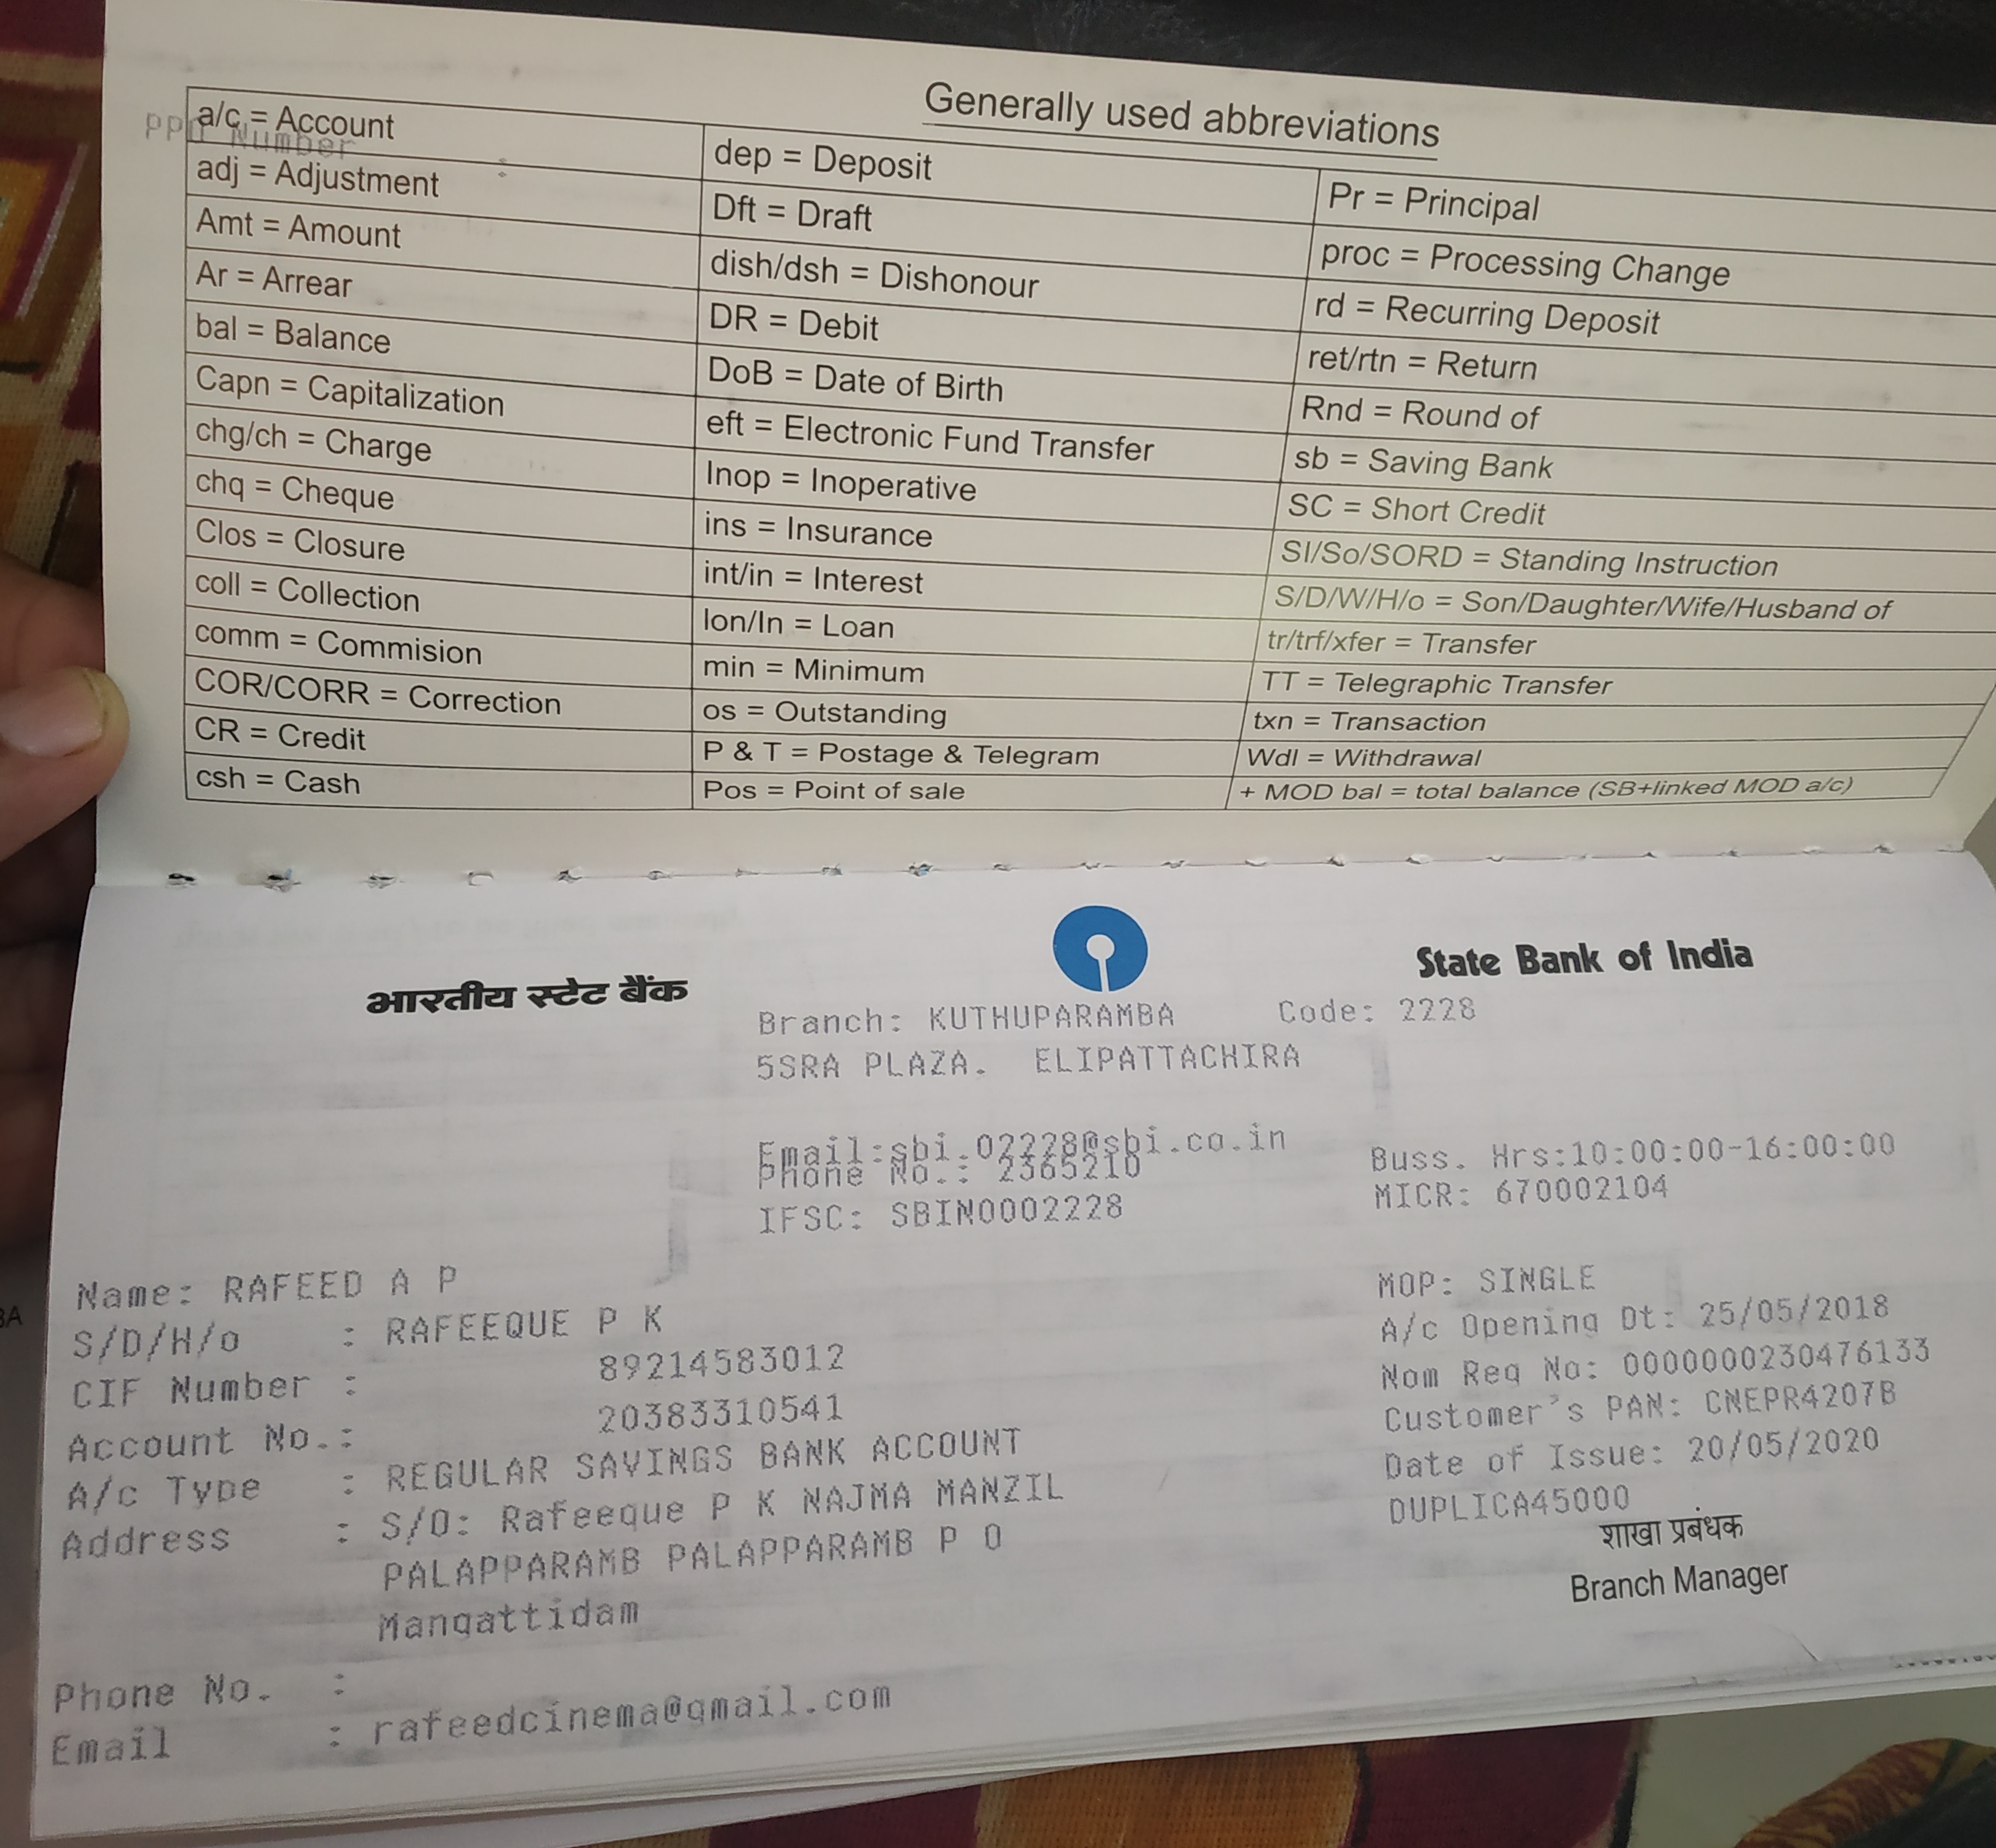 Generally used abbreviations
PPO Number :
a/c = Account
adj = Adjustment
Amt = Amount
Ar = Arrear
bal = Balance
Capn = Capitalization
chg/ch = Charge
chq = Cheque
Clos = Closure
coll = Collection
comm = Commision
COR/CORR = Correction
CR = Credit
csh = Cash
dep = Deposit
Dft = Draft
dish/dsh = Dishonour
DR = Debit
DoB = Date of Birth
eft = Electronic Fund Transfer
Inop = Inoperative
ins = Insurance
int/in = Interest
lon/ln = Loan
min = Minimum
os = Outstanding
P & T = Postage & Telegram
Pos = Point of sale
Pr = Principal
proc = Processing Change
rd = Recurring Deposit
ret/rtn = Return
Rnd = Round of
sb = Saving Bank
SC = Short Credit
SI/So/SORD = Standing Instruction
S/D/W/H/o = Son/Daughter/Wife/Husband of
tr/trf/xfer = Transfer
TT = Telegraphic Transfer
txn = Transaction
Wdl = Withdrawal
+ MOD bal = total balance (SB+linked MOD a/c)
भारतीय स्टेट बैंक
State Bank of India
Branch: KUTHUPARAMBA Code: 2228
5SRA PLAZA. ELIPATTACHIRA
Email:sbi.02228@sbi.co.in
Phone No.: 2365210
Buss. Hrs:10:00:00-16:00:00
IFSC: SBIN0002228
MICR: 670002104
Name: RAFEED A P
S/D/H/o : RAFEEQUE P K
CIF Number : 89214583012
Account No.: 20383310541
A/c Type : REGULAR SAVINGS BANK ACCOUNT
Address : S/O: Rafeeque P K NAJMA MANZIL
PALAPPARAMB PALAPPARAMB P O
Mangattidam
Phone No. :
Email : rafeedcinema@gmail.com
MOP: SINGLE
A/c Opening Dt: 25/05/2018
Nom Reg No: 0000000230476133
Customer's PAN: CNEPR4207B
Date of Issue: 20/05/2020
DUPLICA45000
शाखा प्रबंधक
Branch Manager